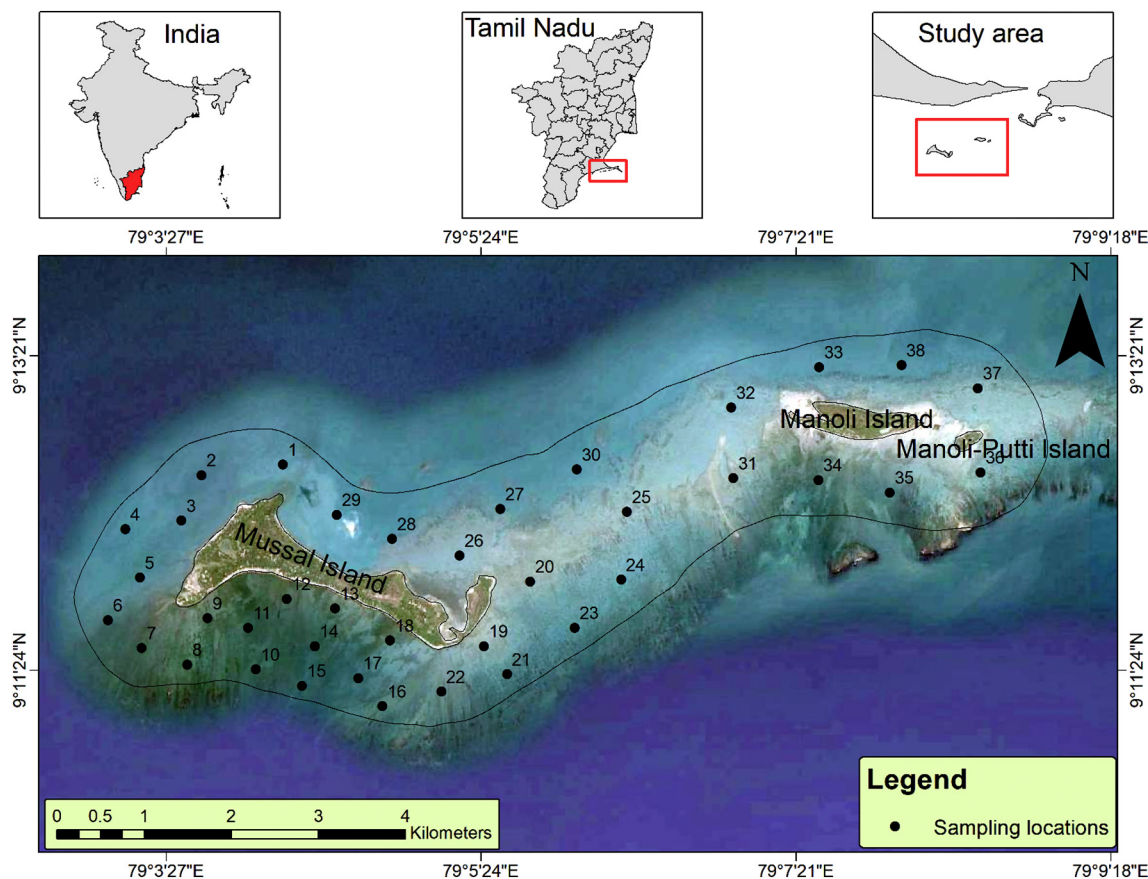 India
Tamil Nadu
Study area
79°3'27"E
79°5'24"E
79°7'21"E
79°9'18"E
N
9°13'21"N
9°13'21"N
33
38
37
32
Manoli Island
Manoli-Putti Island
1
2
30
31
34
35
36
29
27
25
3
4
28
26
Mussal Island
5
20
24
12
13
6
9
11
23
7
14
18
19
8
10
15
17
21
16
22
9°11'24"N
9°11'24"N
Legend
Sampling locations
0 0.5 1 2 3 4
Kilometers
79°3'27"E
79°5'24"E
79°7'21"E
79°9'18"E